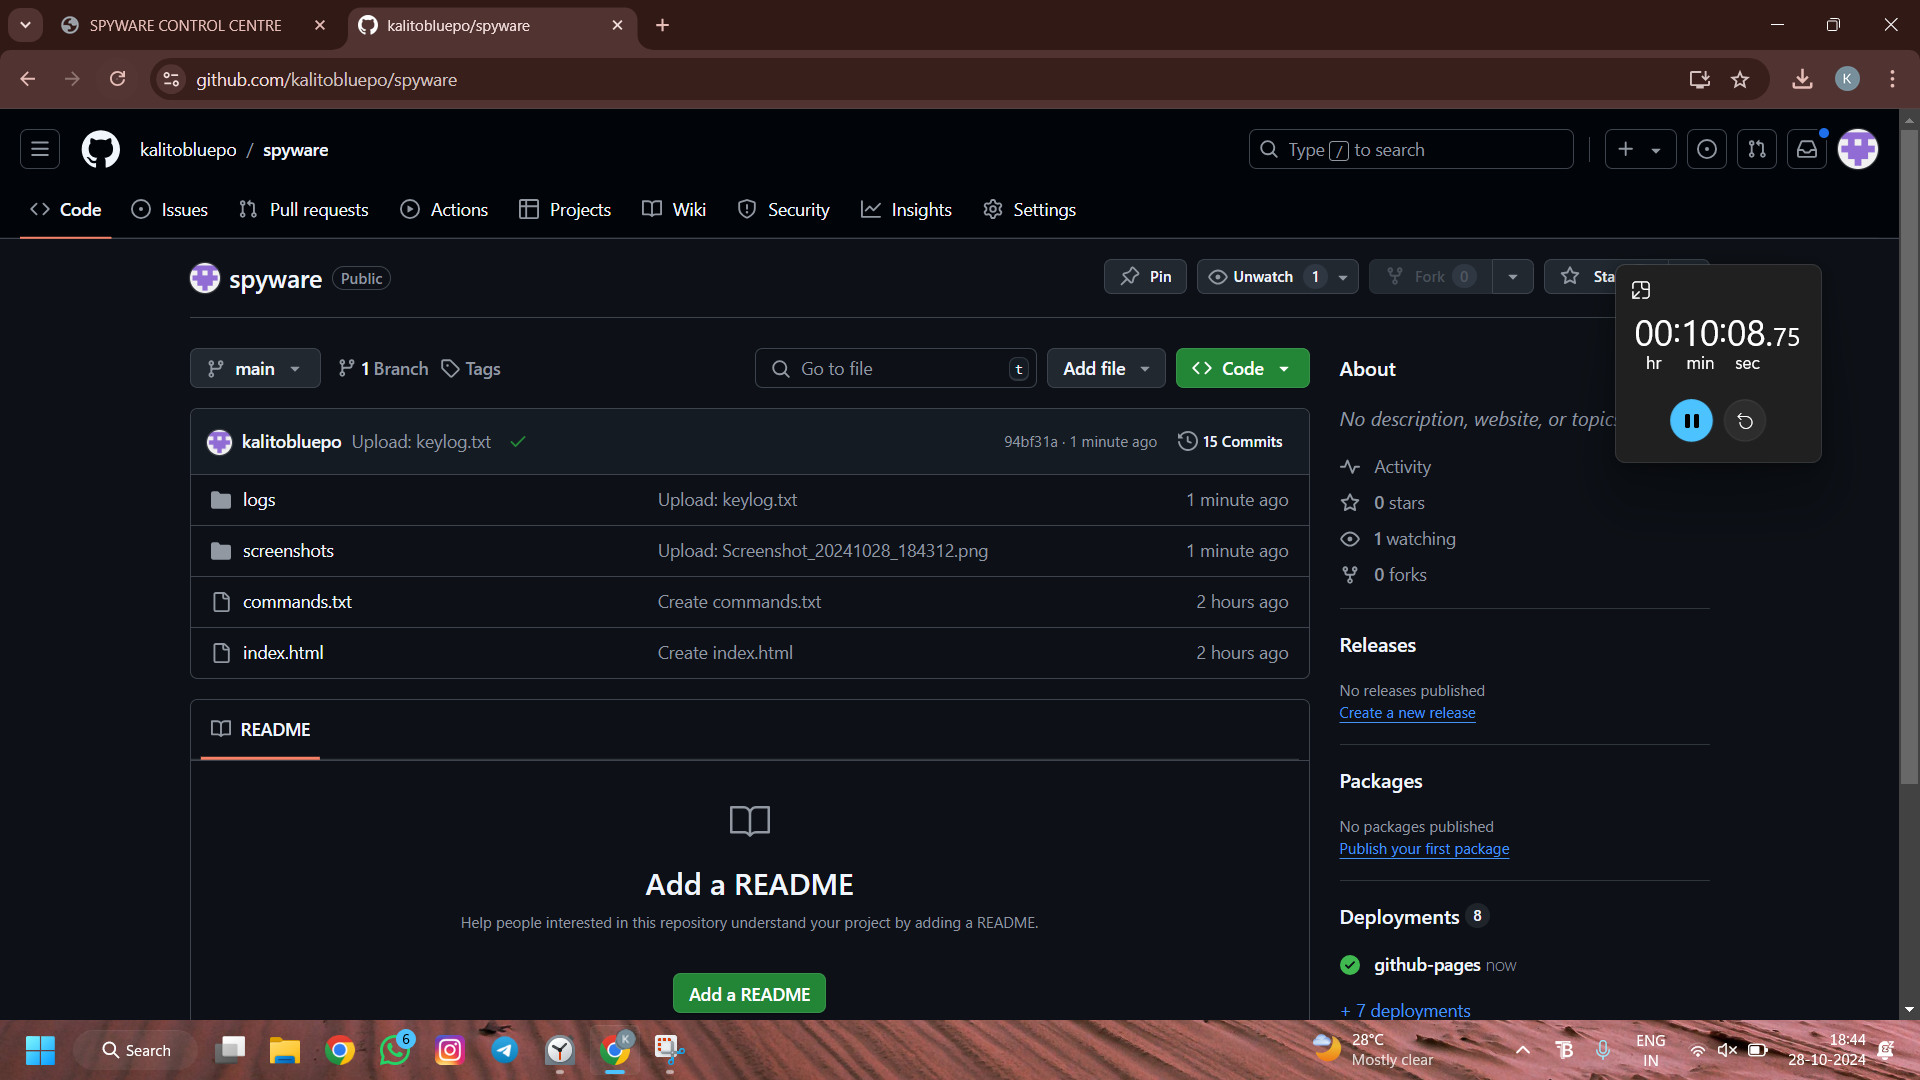 SPYWARE CONTROL CENTRE
kalitobluepo/spyware
github.com/kalitobluepo/spyware
K
kalitobluepo / spyware
Type / to search
Code
Issues
Pull requests
Actions
Projects
Wiki
Security
Insights
Settings
spyware Public
Pin
Unwatch 1
Fork 0
Sta
00:10:08.75
hr min sec
main
1 Branch
Tags
Go to file t
Add file
Code
kalitobluepo Upload: keylog.txt
94bf31a · 1 minute ago
15 Commits
logs Upload: keylog.txt 1 minute ago
screenshots Upload: Screenshot_20241028_184312.png 1 minute ago
commands.txt Create commands.txt 2 hours ago
index.html Create index.html 2 hours ago
README
Add a README
Help people interested in this repository understand your project by adding a README.
Add a README
About
No description, website, or topics
Activity
0 stars
1 watching
0 forks
Releases
No releases published
Create a new release
Packages
No packages published
Publish your first package
Deployments 8
github-pages now
+ 7 deployments
Search
6
K
28°C
Mostly clear
ENG
IN
18:44
28-10-2024